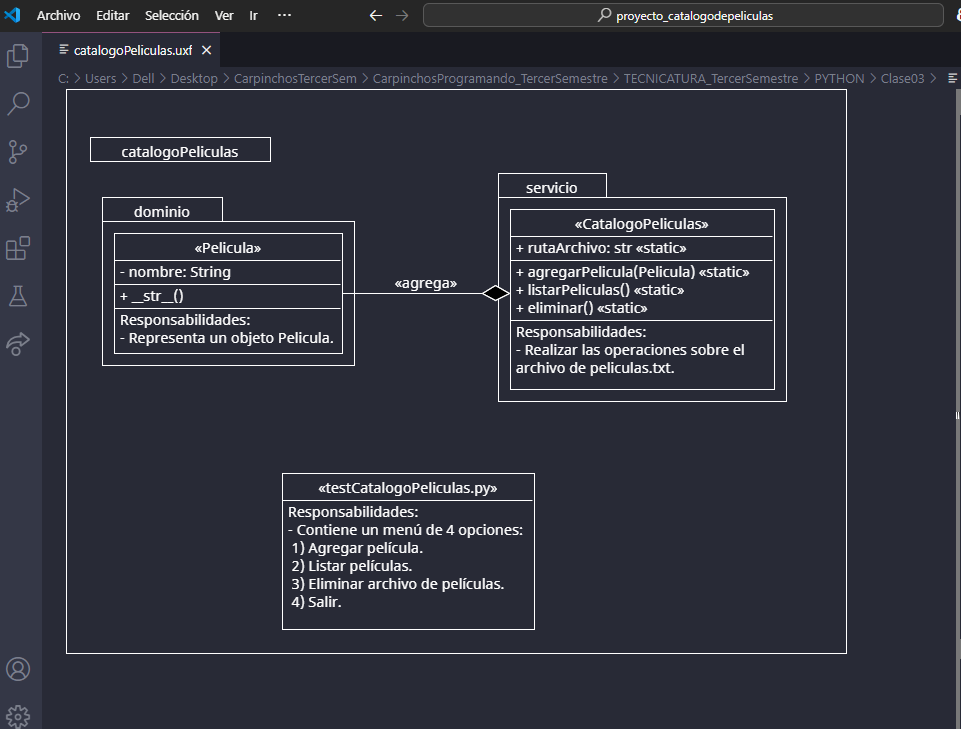 Archivo Editar Selección Ver Ir ··· proyecto_catalogodepeliculas
catalogoPeliculas.uxf
C: > Users > Dell > Desktop > CarpinchosTercerSem > CarpinchosProgramando_TercerSemestre > TECNICATURA_TercerSemestre > PYTHON > Clase03 >
catalogoPeliculas
dominio
«Pelicula»
- nombre: String
+ __str__()
Responsabilidades:
- Representa un objeto Pelicula.
«agrega»
servicio
«CatalogoPeliculas»
+ rutaArchivo: str «static»
+ agregarPelicula(Pelicula) «static»
+ listarPeliculas() «static»
+ eliminar() «static»
Responsabilidades:
- Realizar las operaciones sobre el
archivo de peliculas.txt.
«testCatalogoPeliculas.py»
Responsabilidades:
- Contiene un menú de 4 opciones:
1) Agregar película.
2) Listar películas.
3) Eliminar archivo de películas.
4) Salir.